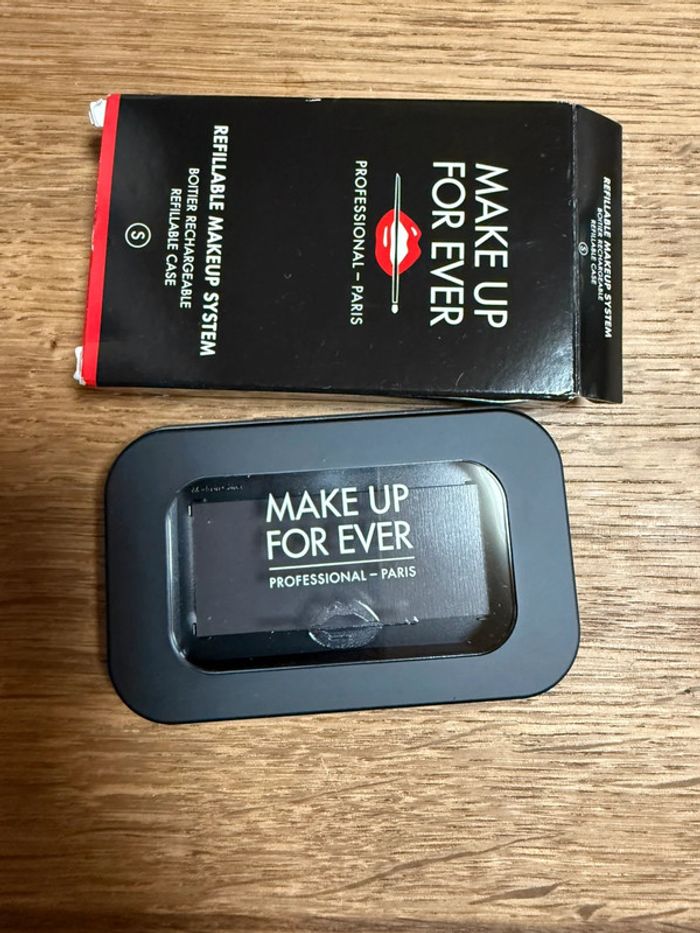 MAKE UP
FOR EVER
PROFESSIONAL – PARIS
REFILLABLE MAKEUP SYSTEM
BOITIER RECHARGEABLE
REFILLABLE CASE
S
REFILLABLE MAKEUP SYSTEM
BOITIER RECHARGEABLE
REFILLABLE CASE
S
MAKE UP
FOR EVER
PROFESSIONAL – PARIS